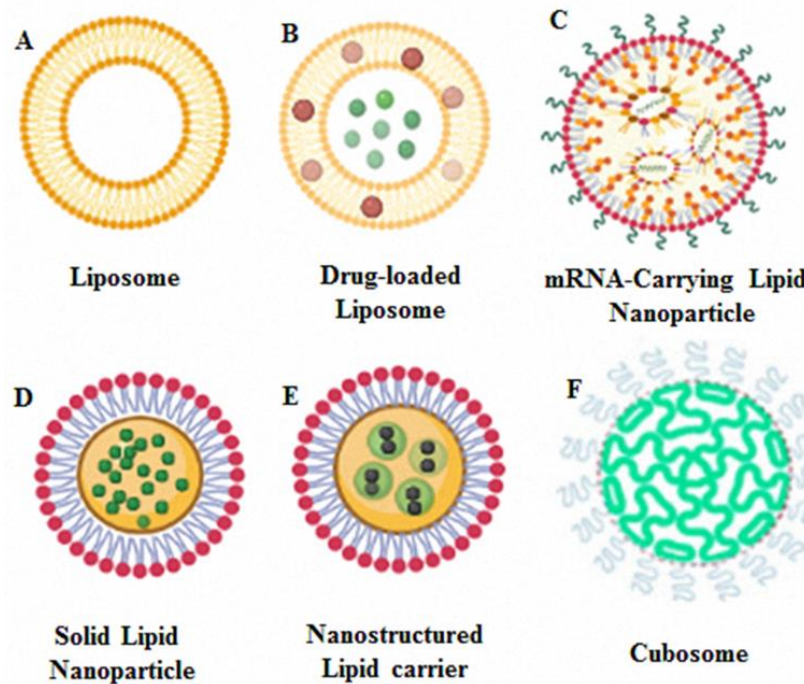 A
B
C
Liposome
Drug-loaded
Liposome
mRNA-Carrying Lipid
Nanoparticle
D
E
F
Solid Lipid
Nanoparticle
Nanostructured
Lipid carrier
Cubosome